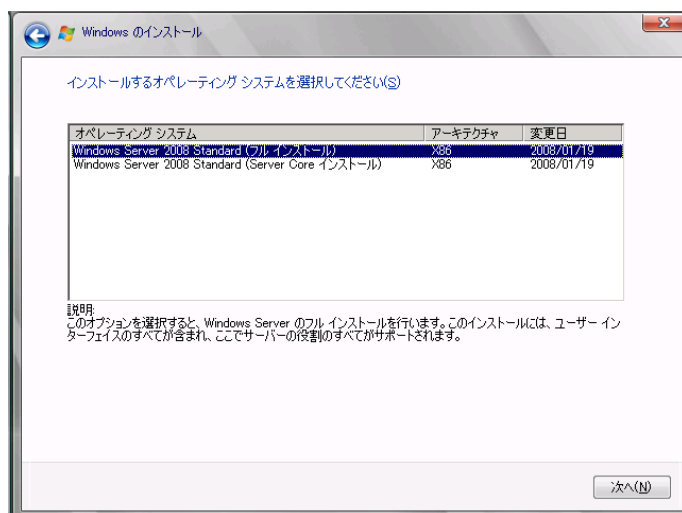 Windows のインストール
インストールするオペレーティング システムを選択してください(S)
オペレーティング システム アーキテクチャ 変更日
Windows Server 2008 Standard (フル インストール) X86 2008/01/19
Windows Server 2008 Standard (Server Core インストール) X86 2008/01/19
説明:
このオプションを選択すると、Windows Server のフル インストールを行います。このインストールには、ユーザー イン
ターフェイスのすべてが含まれ、ここでサーバーの役割のすべてがサポートされます。
次へ(N)